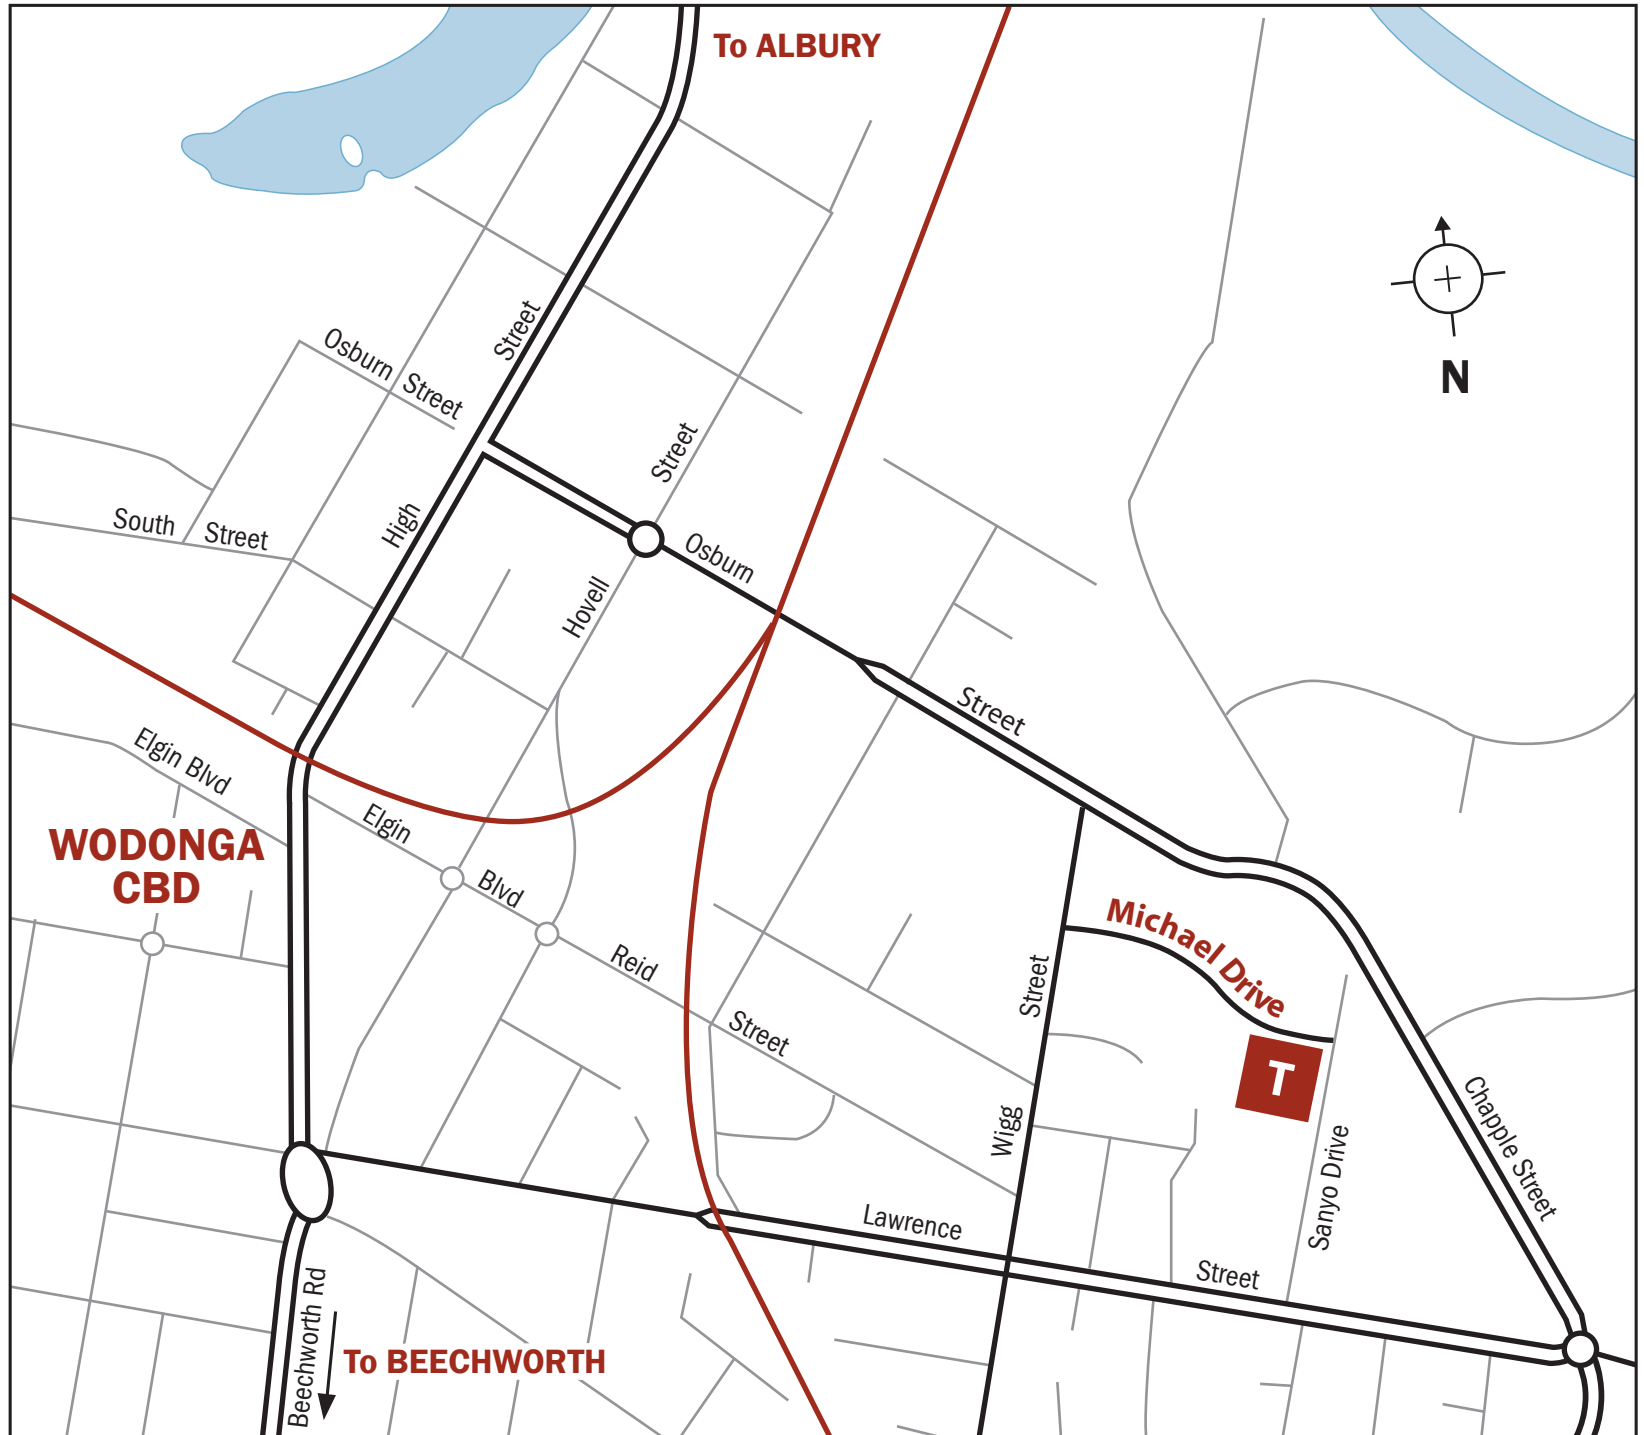 To ALBURY
N
Street
Osburn Street
Street
High
South Street
Osburn
Hovell
Street
Elgin Blvd
Elgin
WODONGA
CBD
Blvd
Reid
Street
Michael Drive
Street
T
Wigg
Chapple Street
Sanyo Drive
Lawrence
Street
Beechworth Rd
To BEECHWORTH